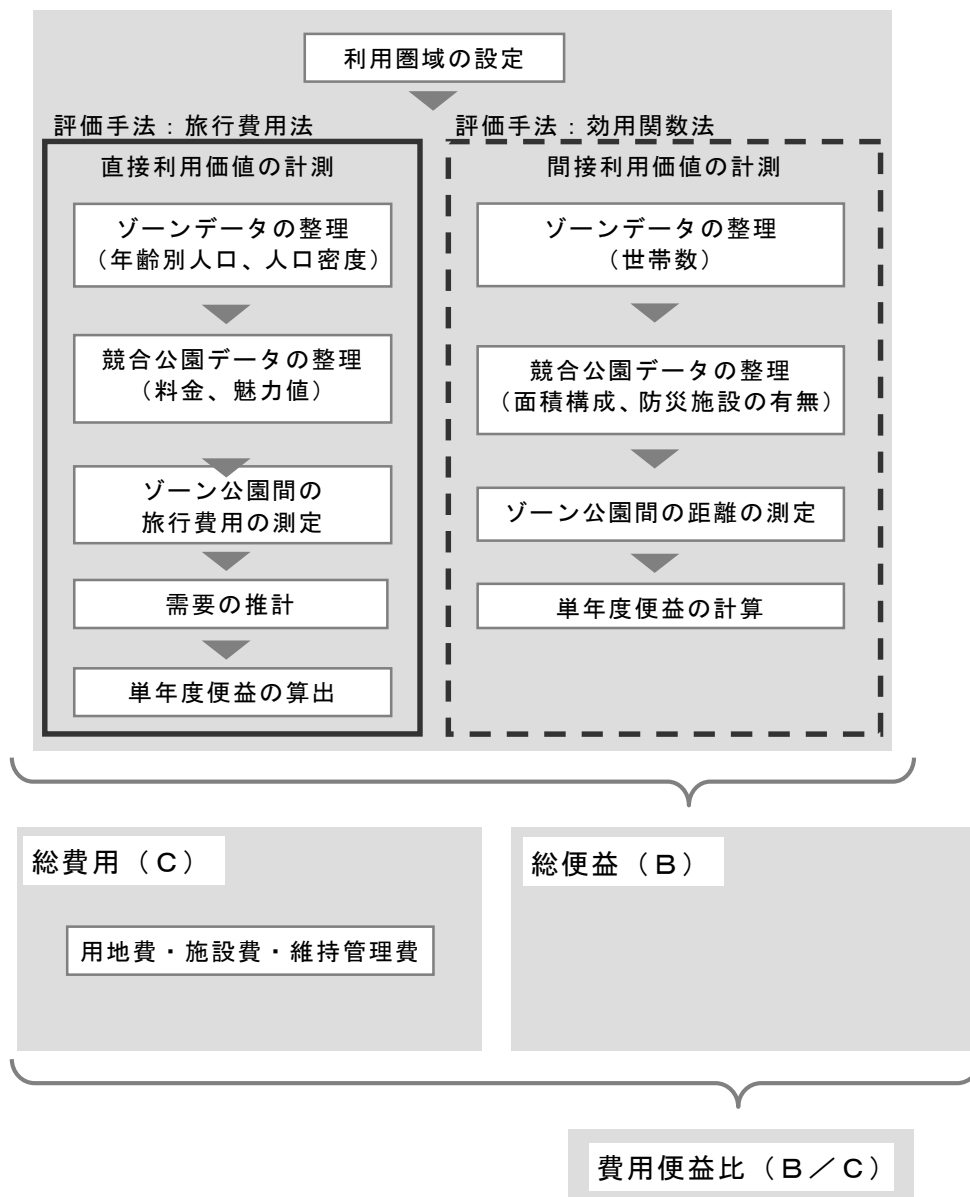 利用圏域の設定
評価手法：旅行費用法
直接利用価値の計測
ゾーンデータの整理
（年齢別人口、人口密度）
競合公園データの整理
（料金、魅力値）
ゾーン公園間の
旅行費用の測定
需要の推計
単年度便益の算出
評価手法：効用関数法
間接利用価値の計測
ゾーンデータの整理
（世帯数）
競合公園データの整理
（面積構成、防災施設の有無）
ゾーン公園間の距離の測定
単年度便益の計算
総費用（Ｃ）
用地費・施設費・維持管理費
総便益（Ｂ）
費用便益比（Ｂ／Ｃ）